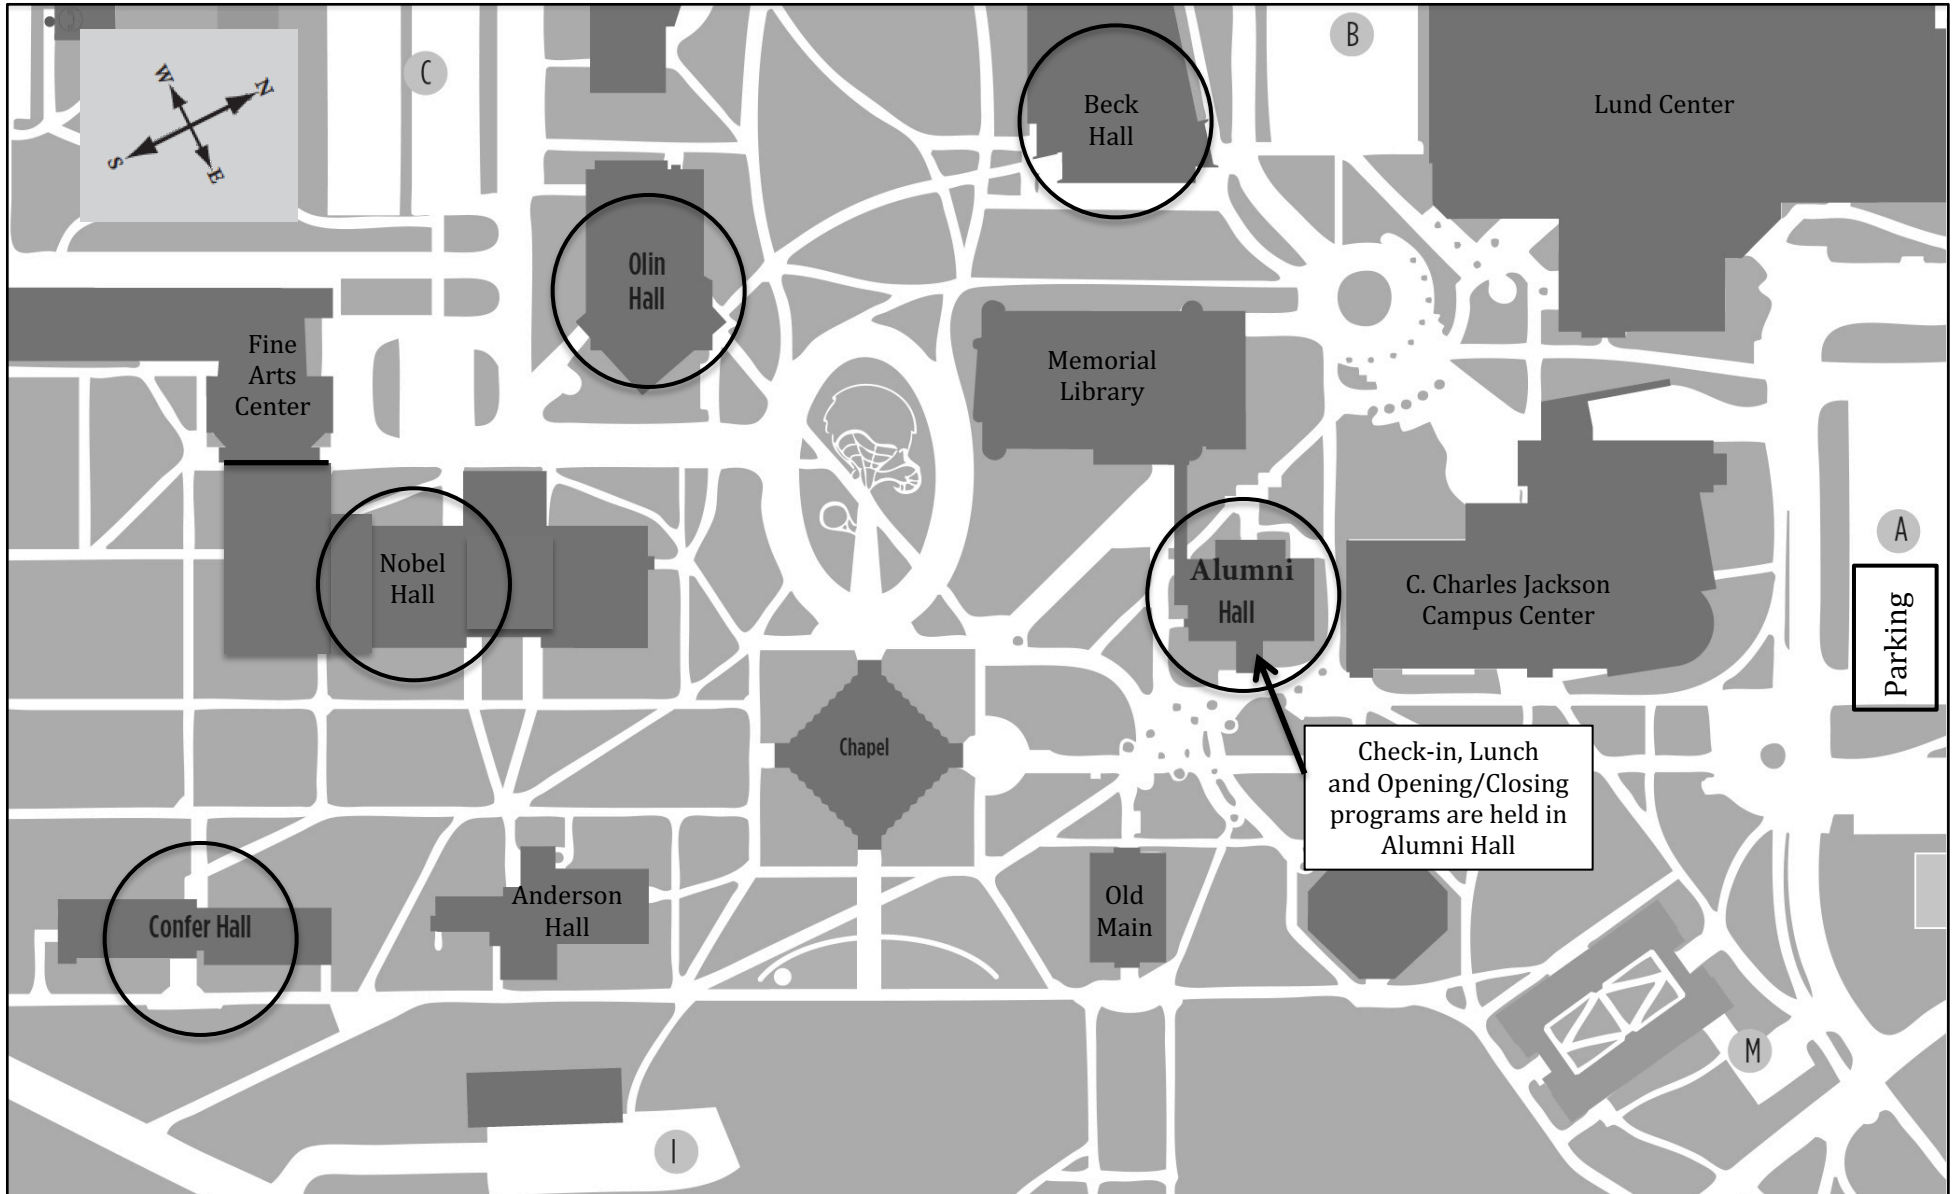 W
N
S
E
C
B
Beck
Hall
Lund Center
Olin
Hall
Fine
Arts
Center
Memorial
Library
A
Nobel
Hall
Alumni
Hall
C. Charles Jackson
Campus Center
Parking
Chapel
Check-in, Lunch
and Opening/Closing
programs are held in
Alumni Hall
Confer Hall
Anderson
Hall
Old
Main
M
I